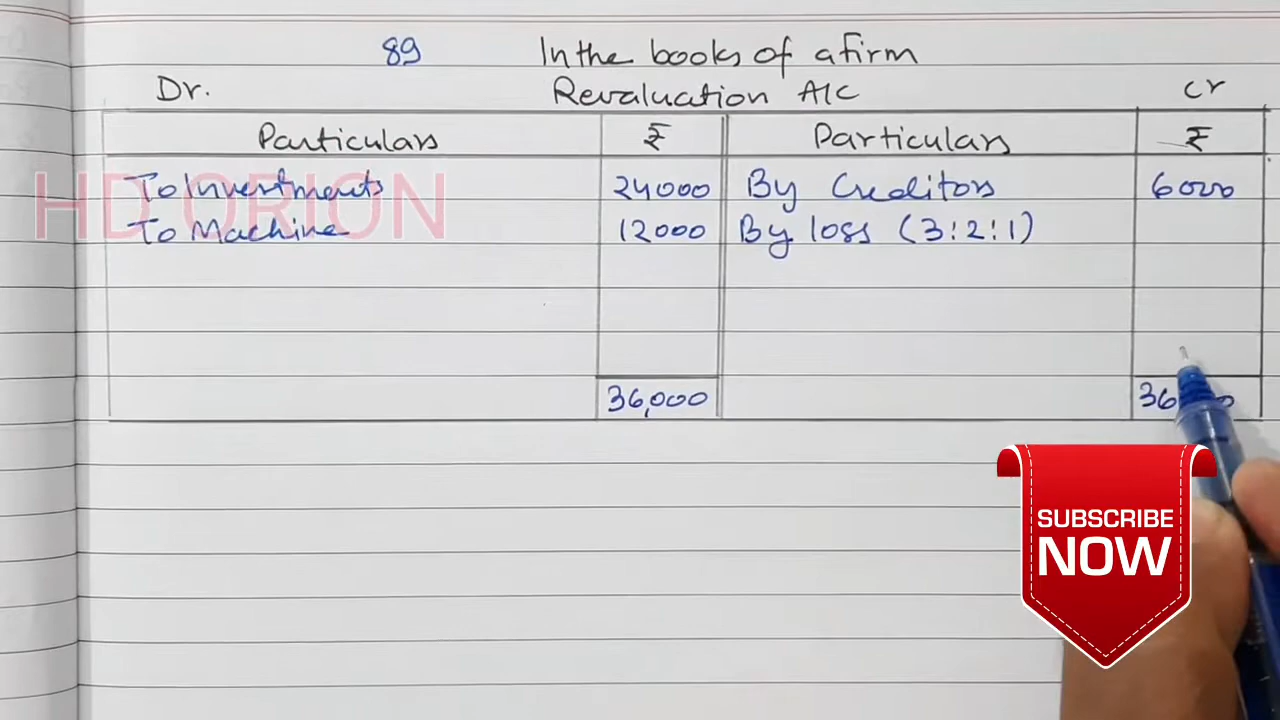 89 In the books of a firm
Dr. Revaluation A/C Cr
Particulars ₹ Particulars ₹
To Investments 24000 By Creditors 6000
To Machine 12000 By loss (3:2:1)
36,000 36
HD ORION
SUBSCRIBE
NOW